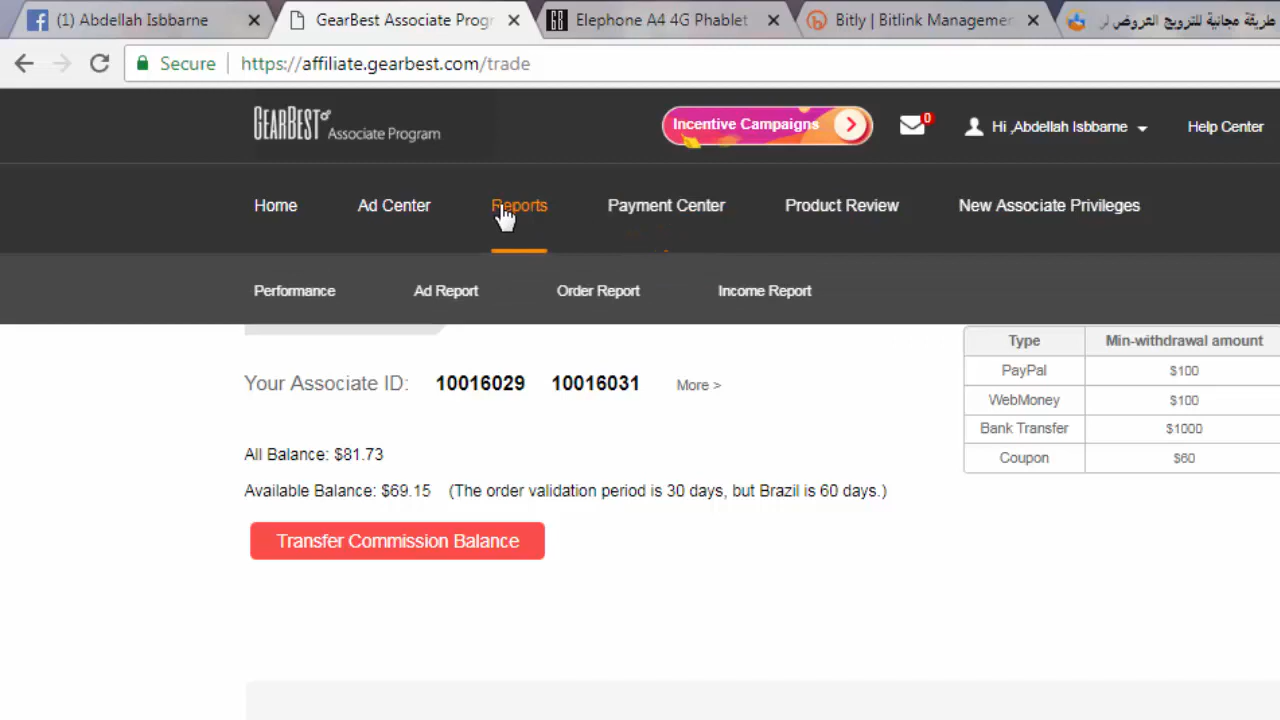 (1) Abdellah Isbbarne
GearBest Associate Prog
Elephone A4 4G Phablet
Bitly | Bitlink Managemer
طريقة مجانية للترويج العروض لر
Secure
https://affiliate.gearbest.com/trade
GEARBEST Associate Program
Incentive Campaigns
0
Hi ,Abdellah Isbbarne
Help Center
Home
Ad Center
Reports
Payment Center
Product Review
New Associate Privileges
Performance
Ad Report
Order Report
Income Report
Type Min-withdrawal amount
PayPal $100
WebMoney $100
Bank Transfer $1000
Coupon $60
Your Associate ID: 10016029 10016031 More >
All Balance: $81.73
Available Balance: $69.15 (The order validation period is 30 days, but Brazil is 60 days.)
Transfer Commission Balance